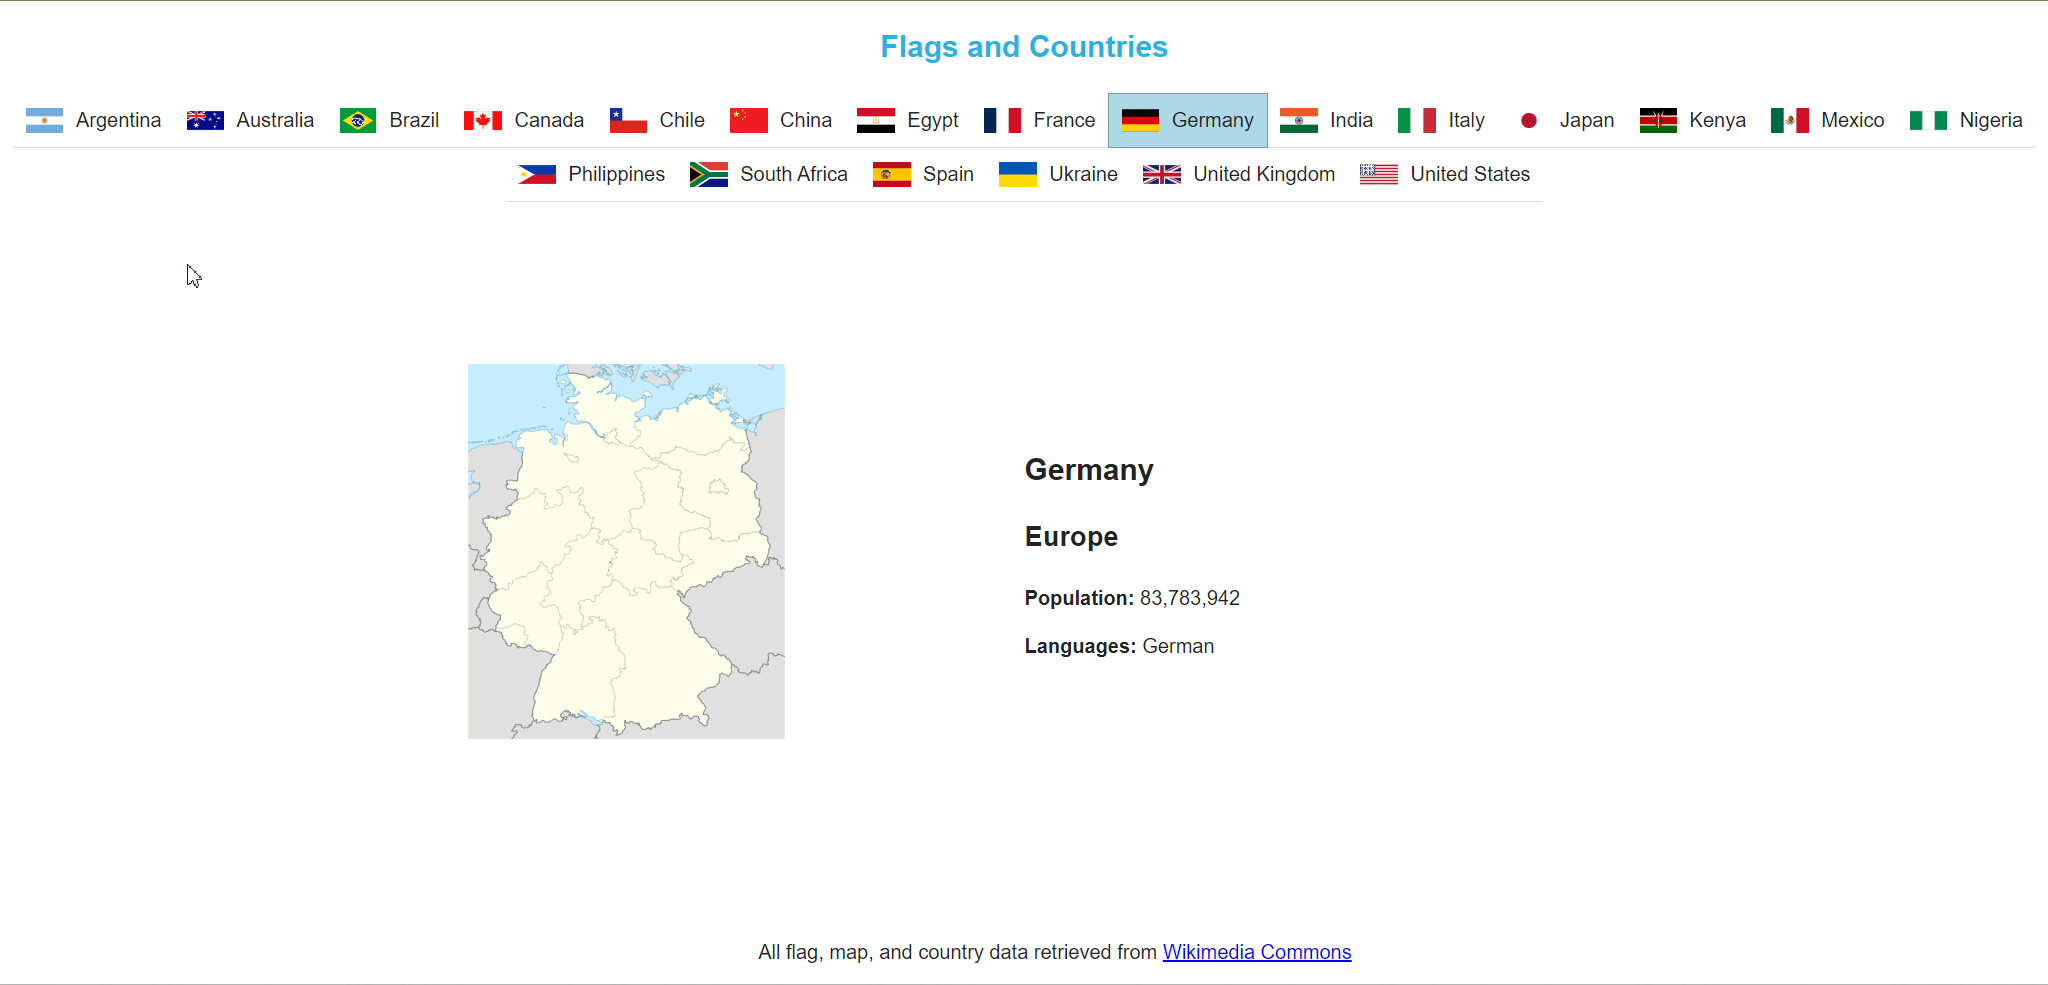 Flags and Countries
Argentina Australia Brazil Canada Chile China Egypt France Germany India Italy Japan Kenya Mexico Nigeria
Philippines South Africa Spain Ukraine United Kingdom United States
Germany
Europe
Population: 83,783,942
Languages: German
All flag, map, and country data retrieved from Wikimedia Commons